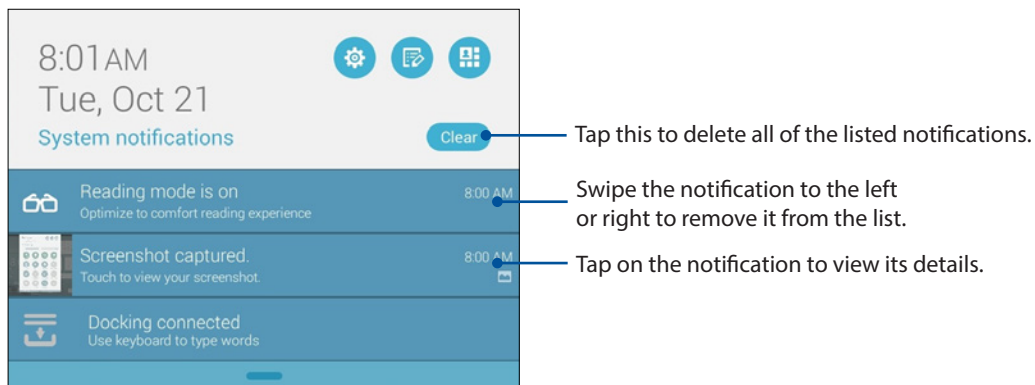 8:01AM
Tue, Oct 21
System notifications
Clear
Tap this to delete all of the listed notifications.
Reading mode is on
8:00 AM
Optimize to comfort reading experience
Swipe the notification to the left
or right to remove it from the list.
Screenshot captured.
8:00 AM
Touch to view your screenshot.
Tap on the notification to view its details.
Docking connected
Use keyboard to type words